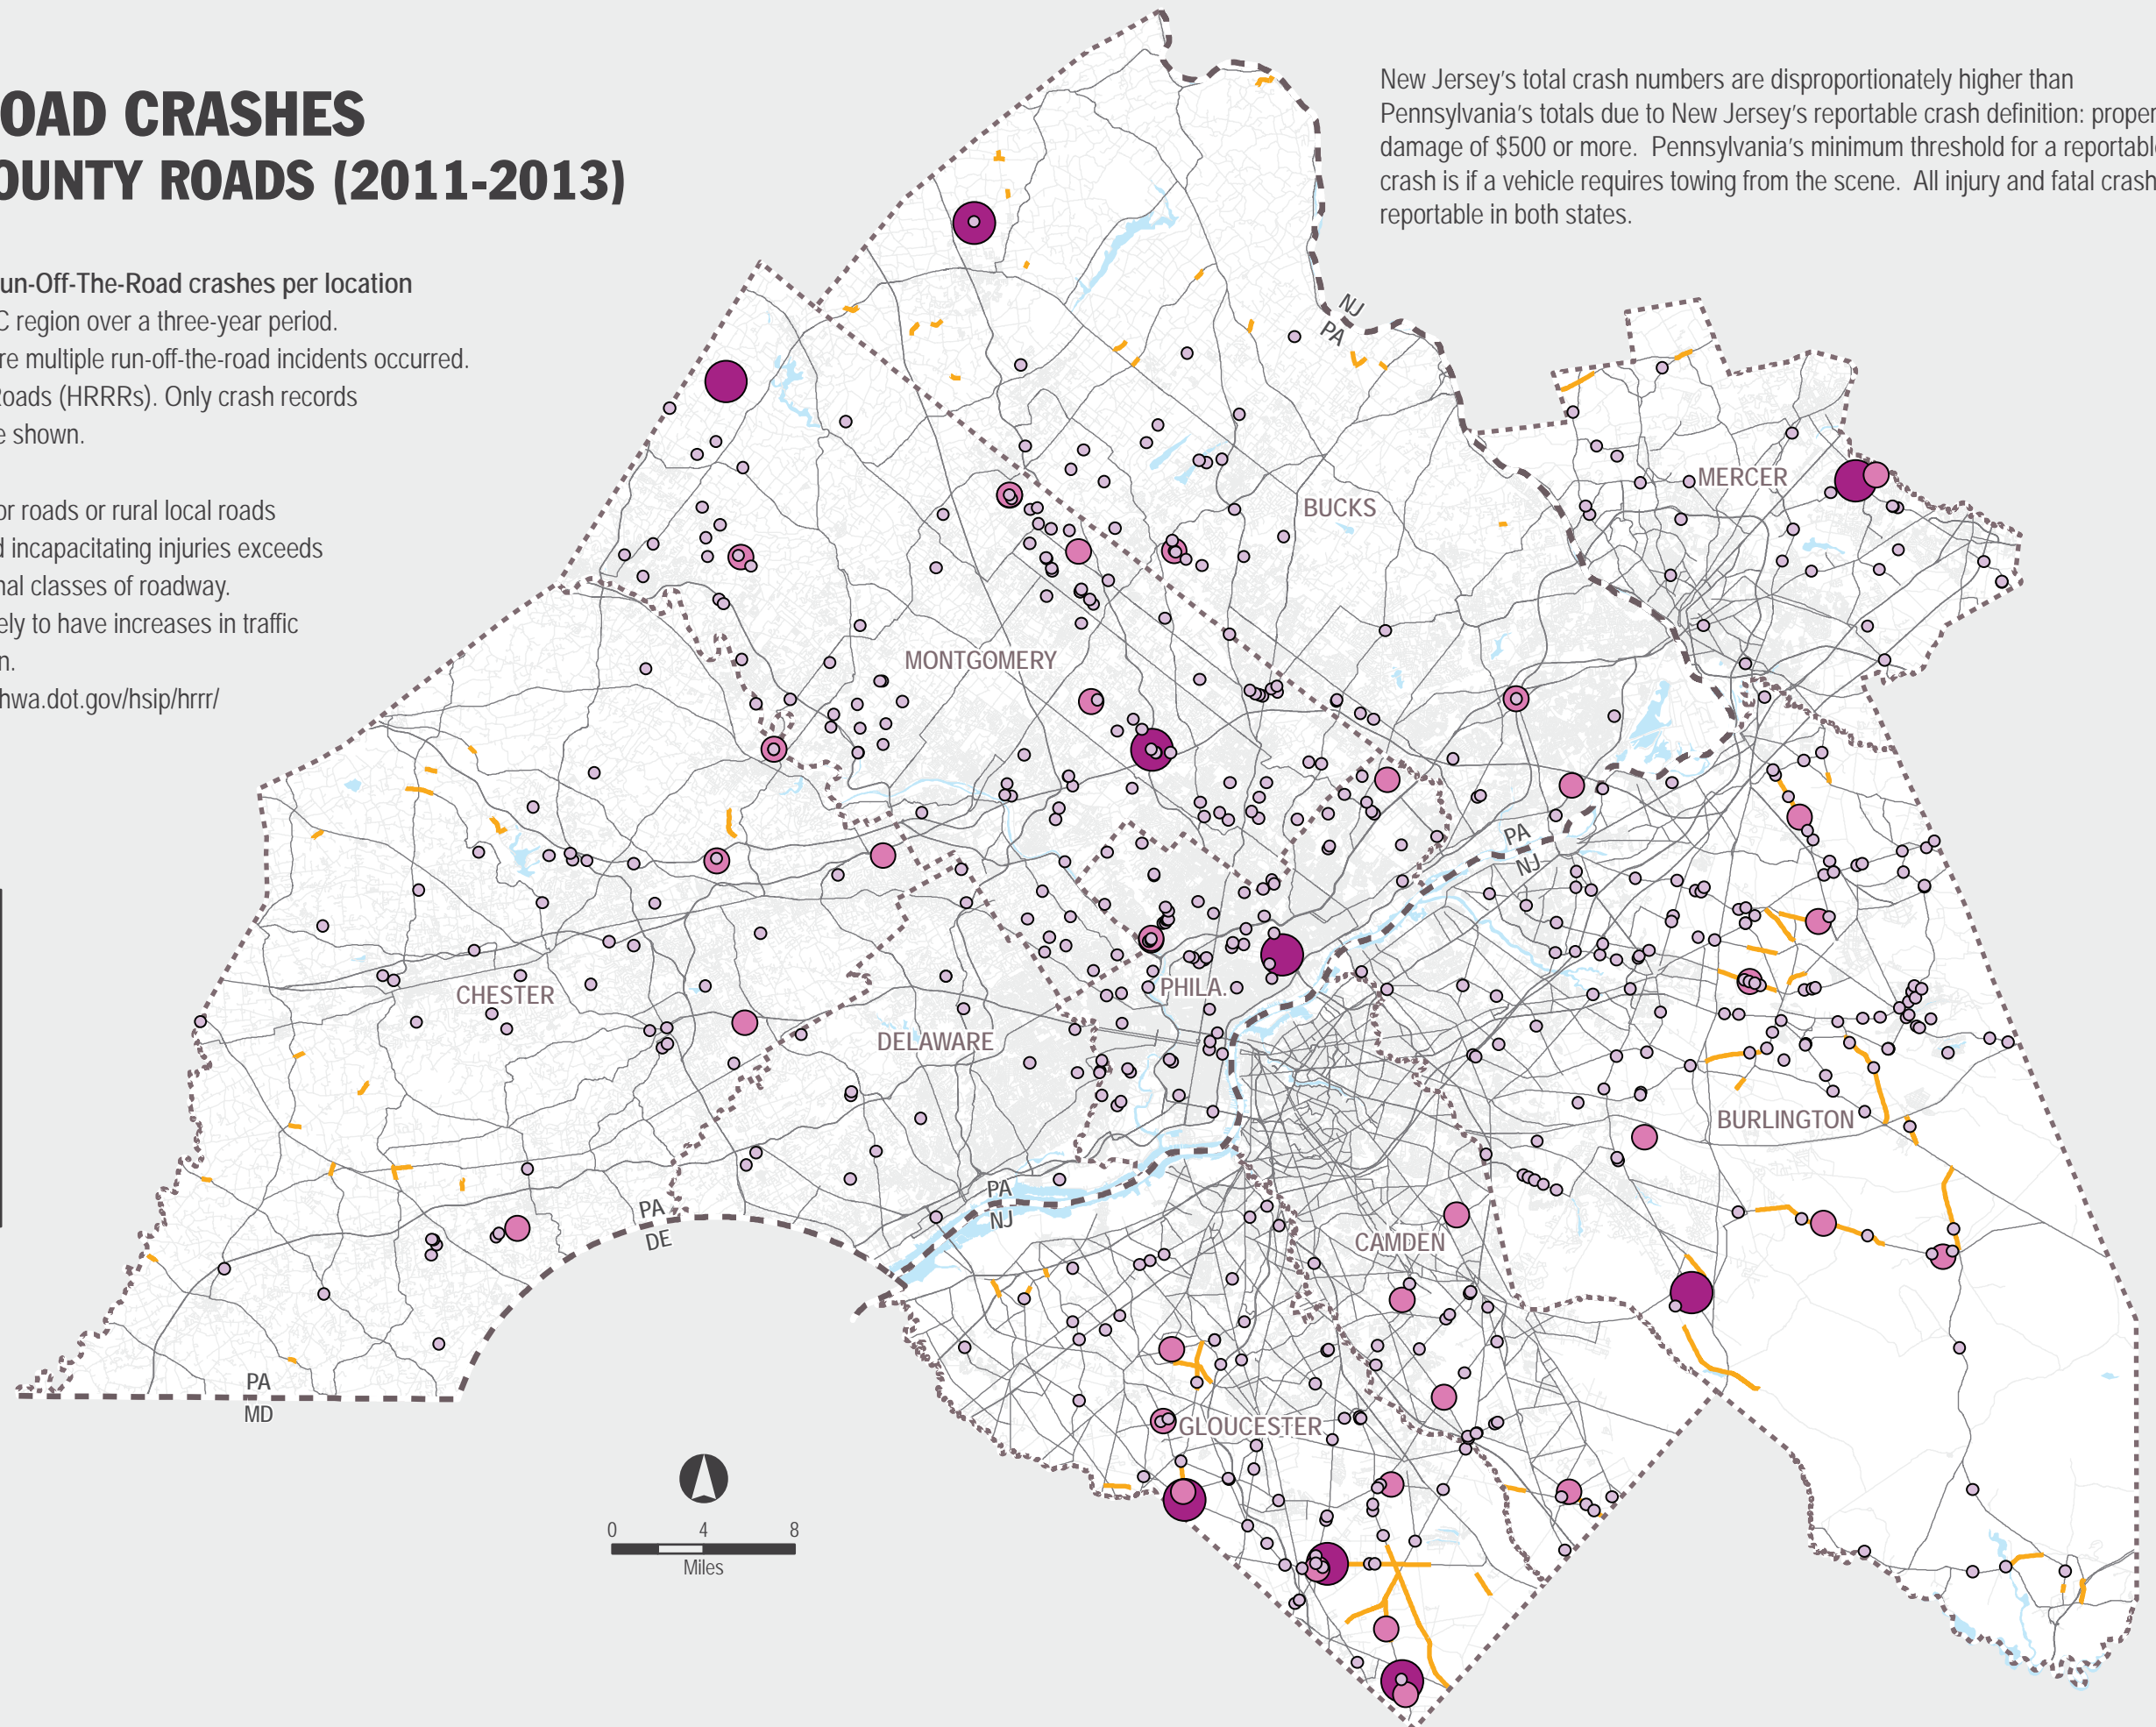 OAD CRASHES
OUNTY ROADS (2011-2013)
un-Off-The-Road crashes per location
C region over a three-year period.
re multiple run-off-the-road incidents occurred.
Roads (HRRRs). Only crash records
e shown.
or roads or rural local roads
d incapacitating injuries exceeds
nal classes of roadway.
ely to have increases in traffic
n.
hwa.dot.gov/hsip/hrrr/
New Jersey's total crash numbers are disproportionately higher than
Pennsylvania's totals due to New Jersey's reportable crash definition: proper
damage of $500 or more. Pennsylvania's minimum threshold for a reportable
crash is if a vehicle requires towing from the scene. All injury and fatal crash
reportable in both states.
NJ
PA
MERCER
BUCKS
MONTGOMERY
PA
NJ
CHESTER
PHILA.
DELAWARE
BURLINGTON
PA
NJ
PA
DE
CAMDEN
PA
MD
GLOUCESTER
0 4 8
Miles